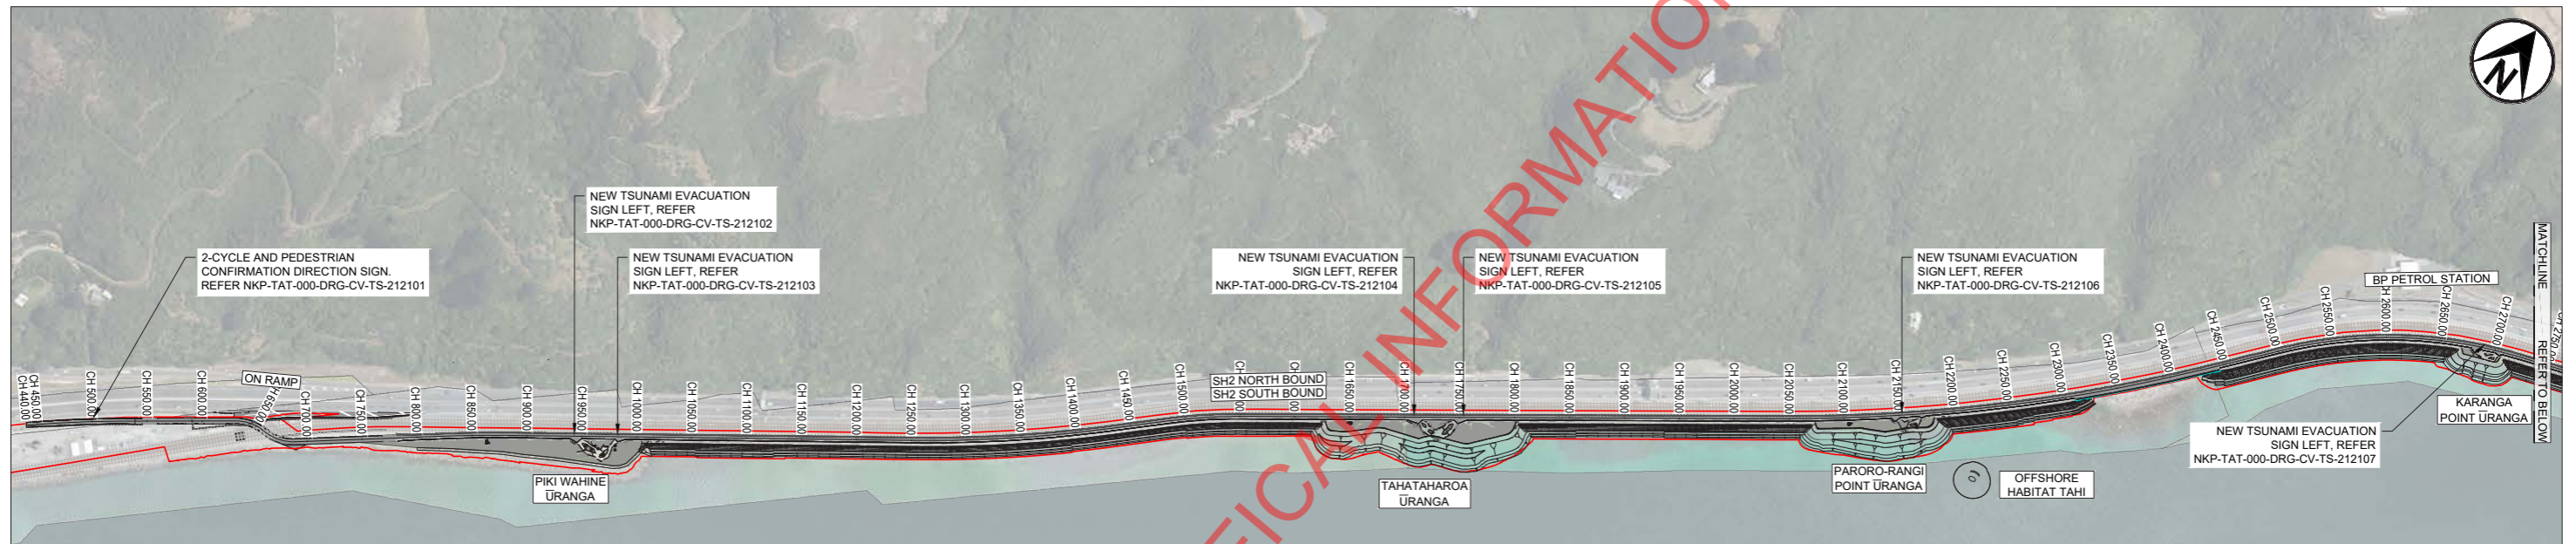 NEW TSUNAMI EVACUATION
SIGN LEFT, REFER
NKP-TAT-000-DRG-CV-TS-212102
2-CYCLE AND PEDESTRIAN
CONFIRMATION DIRECTION SIGN.
REFER NKP-TAT-000-DRG-CV-TS-212101
NEW TSUNAMI EVACUATION
SIGN LEFT, REFER
NKP-TAT-000-DRG-CV-TS-212103
NEW TSUNAMI EVACUATION
SIGN LEFT, REFER
NKP-TAT-000-DRG-CV-TS-212104
NEW TSUNAMI EVACUATION
SIGN LEFT, REFER
NKP-TAT-000-DRG-CV-TS-212105
NEW TSUNAMI EVACUATION
SIGN LEFT, REFER
NKP-TAT-000-DRG-CV-TS-212106
N
MATCHLINE REFER TO BELOW
BP PETROL STATION
ON RAMP
SH2 NORTH BOUND
SH2 SOUTH BOUND
CH 440.00
CH 450.00
CH 500.00
CH 550.00
CH 600.00
CH 650.00
CH 700.00
CH 750.00
CH 800.00
CH 850.00
CH 900.00
CH 950.00
CH 1000.00
CH 1050.00
CH 1100.00
CH 1150.00
CH 1200.00
CH 1250.00
CH 1300.00
CH 1350.00
CH 1400.00
CH 1450.00
CH 1500.00
CH 1650.00
CH 1700.00
CH 1750.00
CH 1800.00
CH 1850.00
CH 1900.00
CH 1950.00
CH 2000.00
CH 2050.00
CH 2100.00
CH 2150.00
CH 2200.00
CH 2250.00
CH 2300.00
CH 2350.00
CH 2400.00
CH 2450.00
CH 2500.00
CH 2550.00
CH 2600.00
CH 2650.00
CH 2700.00
CH 2750.00
PIKI WAHINE
ŪRANGA
TAHATAHAROA
ŪRANGA
PARORO-RANGI
POINT ŪRANGA
OFFSHORE
HABITAT TAHI
KARANGA
POINT ŪRANGA
NEW TSUNAMI EVACUATION
SIGN LEFT, REFER
NKP-TAT-000-DRG-CV-TS-212107
FICIAL INFORMATION